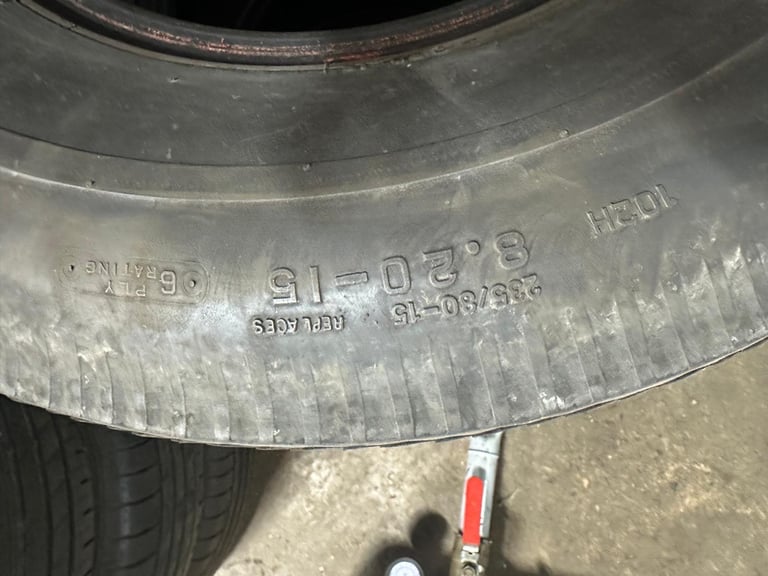 102H
235/80-15 REPLACES
8.20-15
6 PLY
RATING